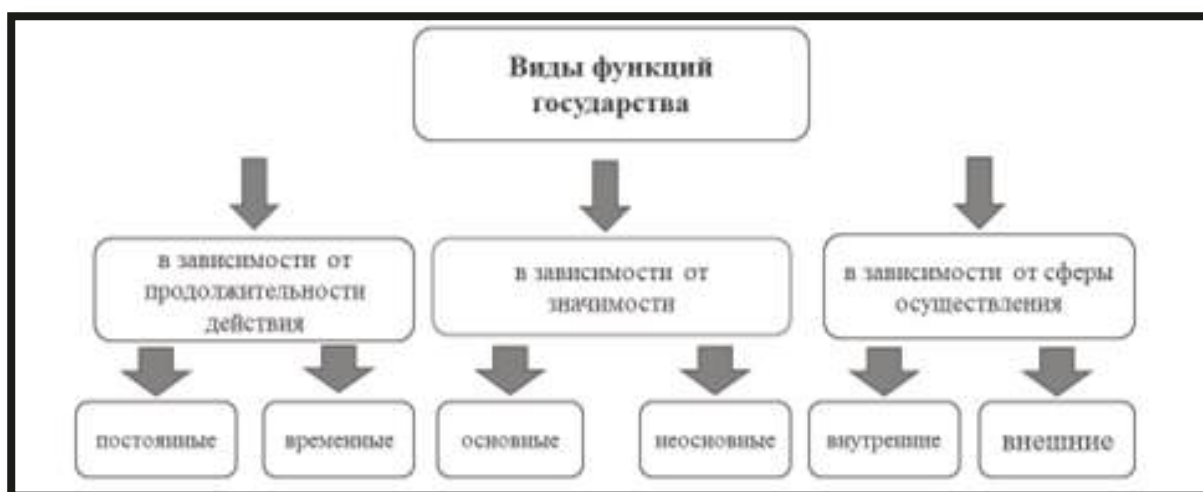 Виды функций
государства
в зависимости от
продолжительности
действия
в зависимости от
значимости
в зависимости от сферы
осуществления
постоянные
временные
основные
неосновные
внутренние
внешние